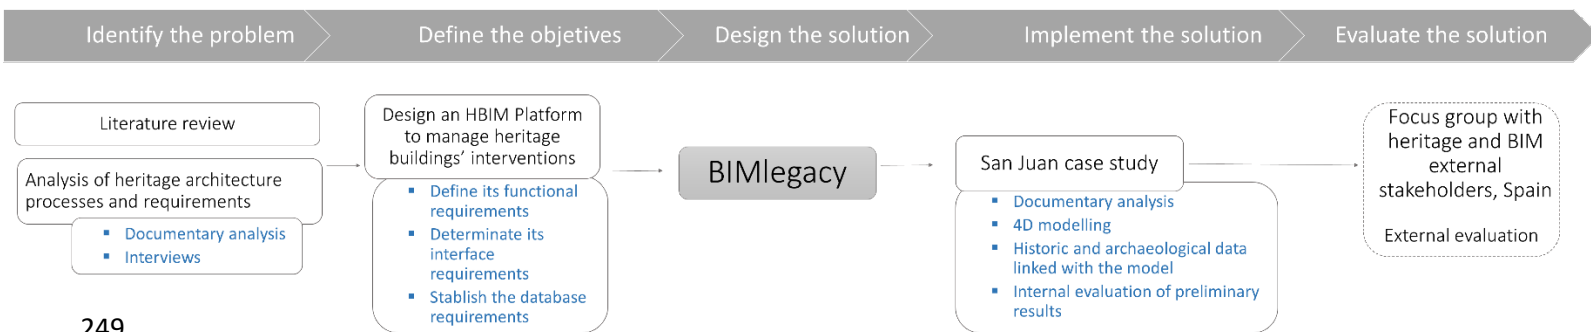 Identify the problem
Define the objetives
Design the solution
Implement the solution
Evaluate the solution
Literature review
Analysis of heritage architecture
processes and requirements
▪ Documentary analysis
▪ Interviews
Design an HBIM Platform
to manage heritage
buildings’ interventions
▪ Define its functional
requirements
▪ Determinate its
interface
requirements
▪ Stablish the database
requirements
BIMlegacy
San Juan case study
▪ Documentary analysis
▪ 4D modelling
▪ Historic and archaeological data
linked with the model
▪ Internal evaluation of preliminary
results
Focus group with
heritage and BIM
external
stakeholders, Spain
External evaluation
249